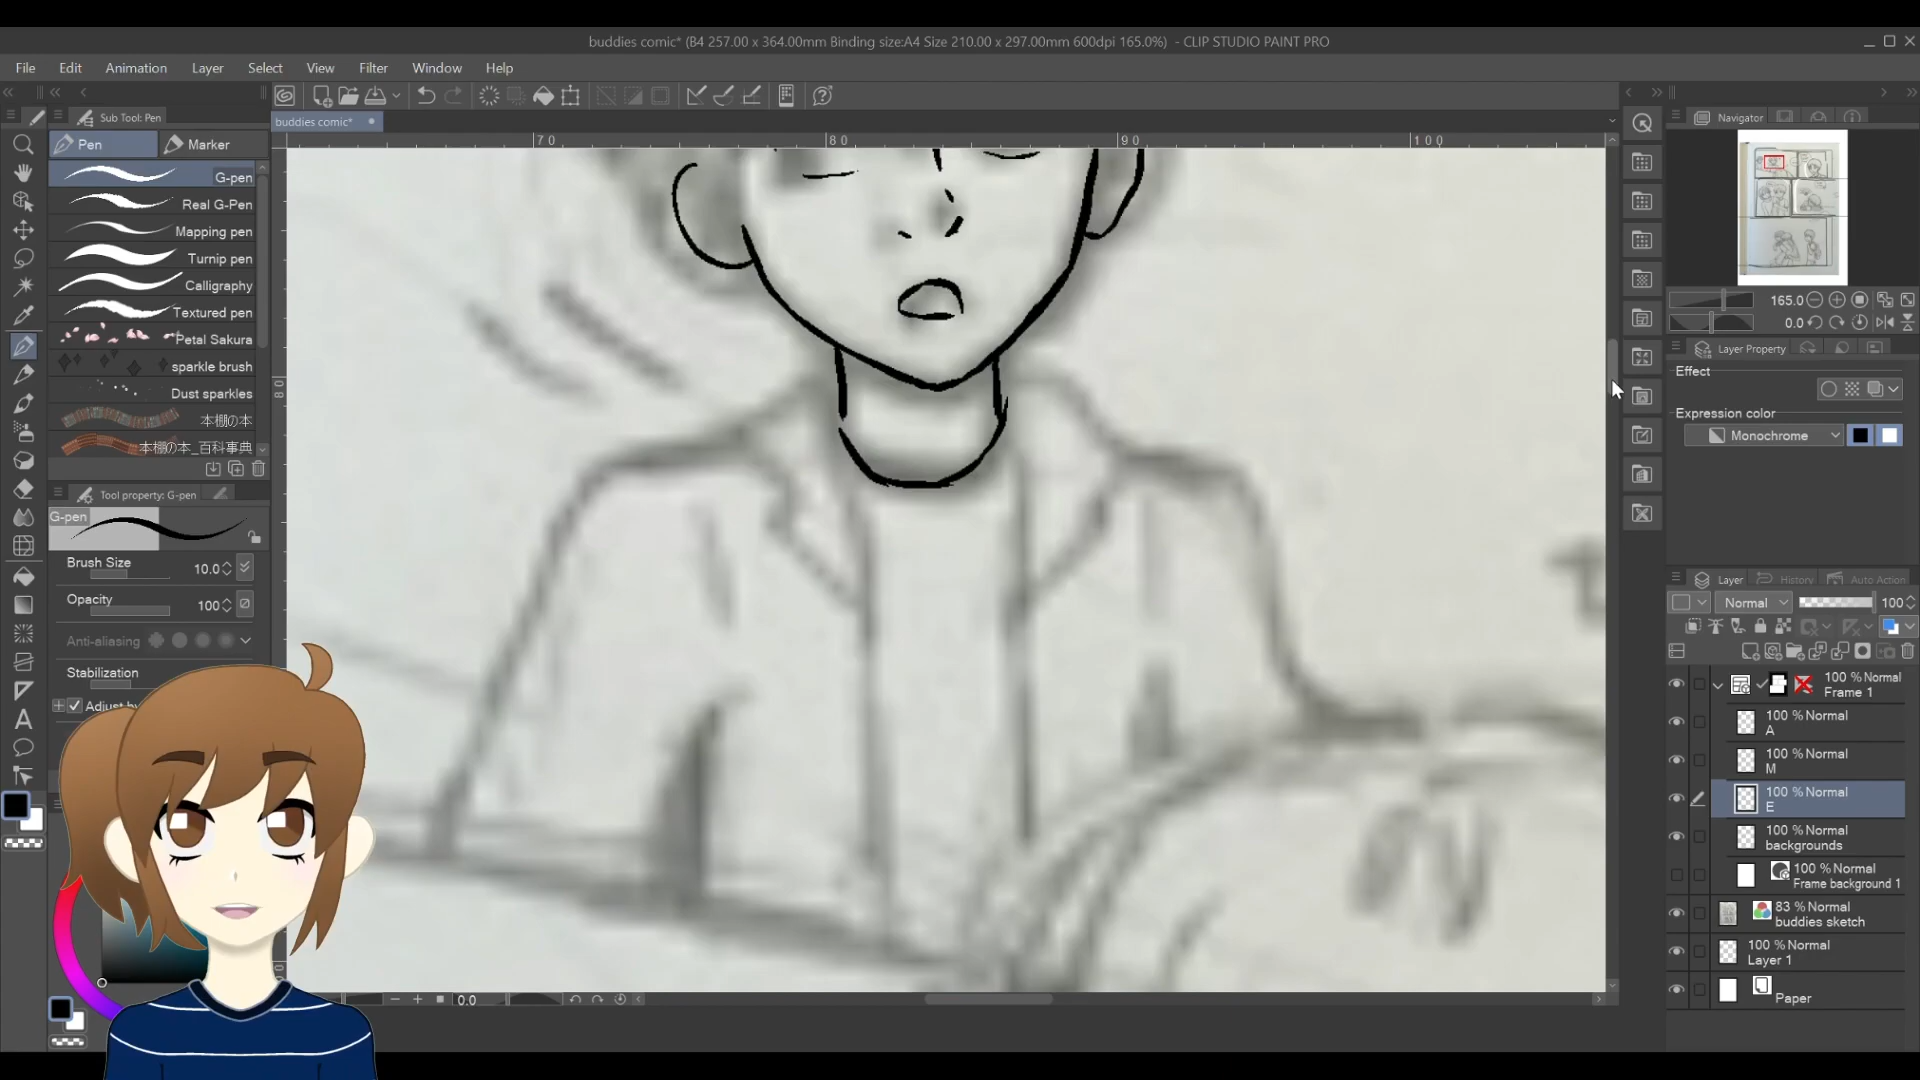 buddies comic* (B4 257.00 x 364.00mm Binding size:A4 Size 210.00 x 297.00mm 600dpi 165.0%) - CLIP STUDIO PAINT PRO
File Edit Animation Layer Select View Filter Window Help
Sub Tool: Pen
buddies comic*
Navigator
Pen Marker
70 80 90 100
G-pen
Real G-Pen
Mapping pen
Turnip pen
Calligraphy
Textured pen
Petal Sakura
sparkle brush
Dust sparkles
本棚の本
本棚の本_百科事典
165.0
0.0
Layer Property
Effect
Expression color
Monochrome
Tool property: G-pen
G-pen
Brush Size 10.0
Opacity 100
Anti-aliasing
Stabilization
Layer History Auto Action
Normal 100
100 % Normal
Frame 1
100 % Normal
A
100 % Normal
M
100 % Normal
E
100 % Normal
backgrounds
100 % Normal
Frame background 1
83 % Normal
buddies sketch
100 % Normal
Layer 1
Paper
0.0